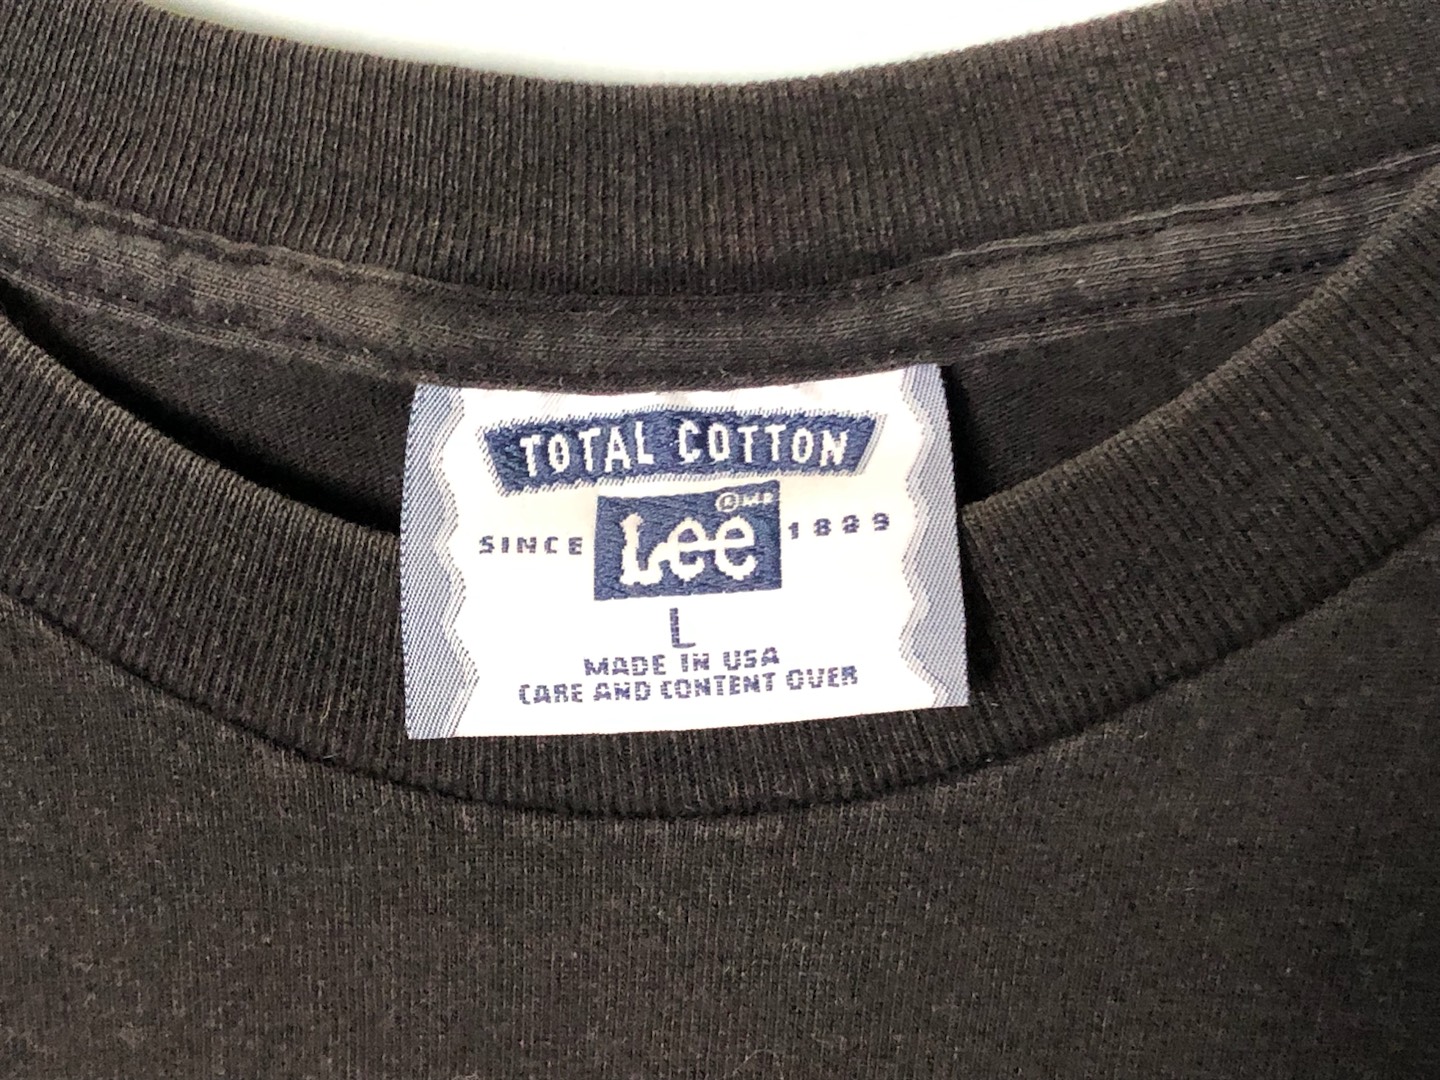 TOTAL COTTON
SINCE Lee 1889
L
MADE IN USA
CARE AND CONTENT OVER